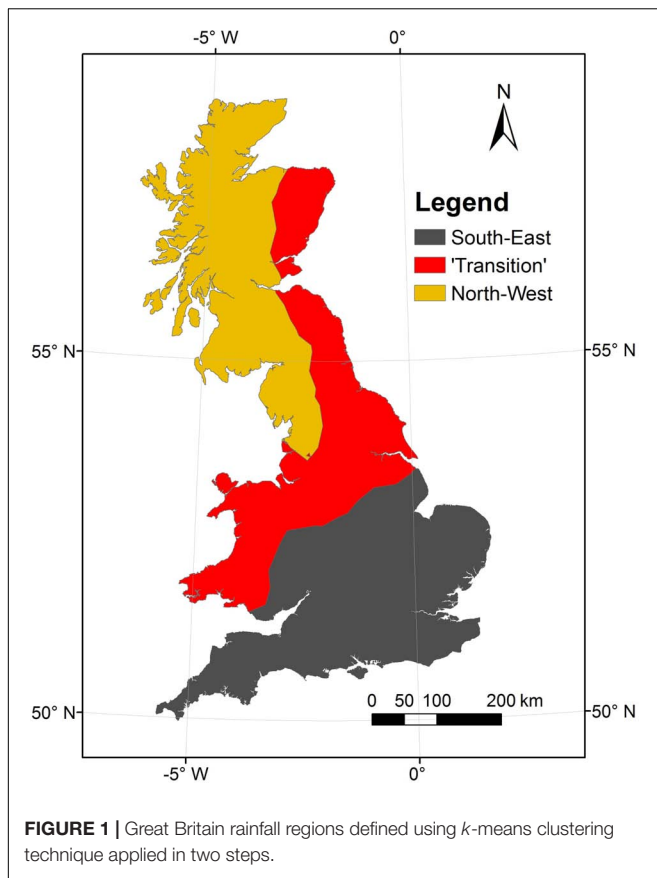 -5° W 0°
N
Legend
South-East
'Transition'
North-West
55° N 55° N
0 50 100 200 km
50° N 50° N
-5° W 0°
FIGURE 1 | Great Britain rainfall regions defined using k-means clustering
technique applied in two steps.